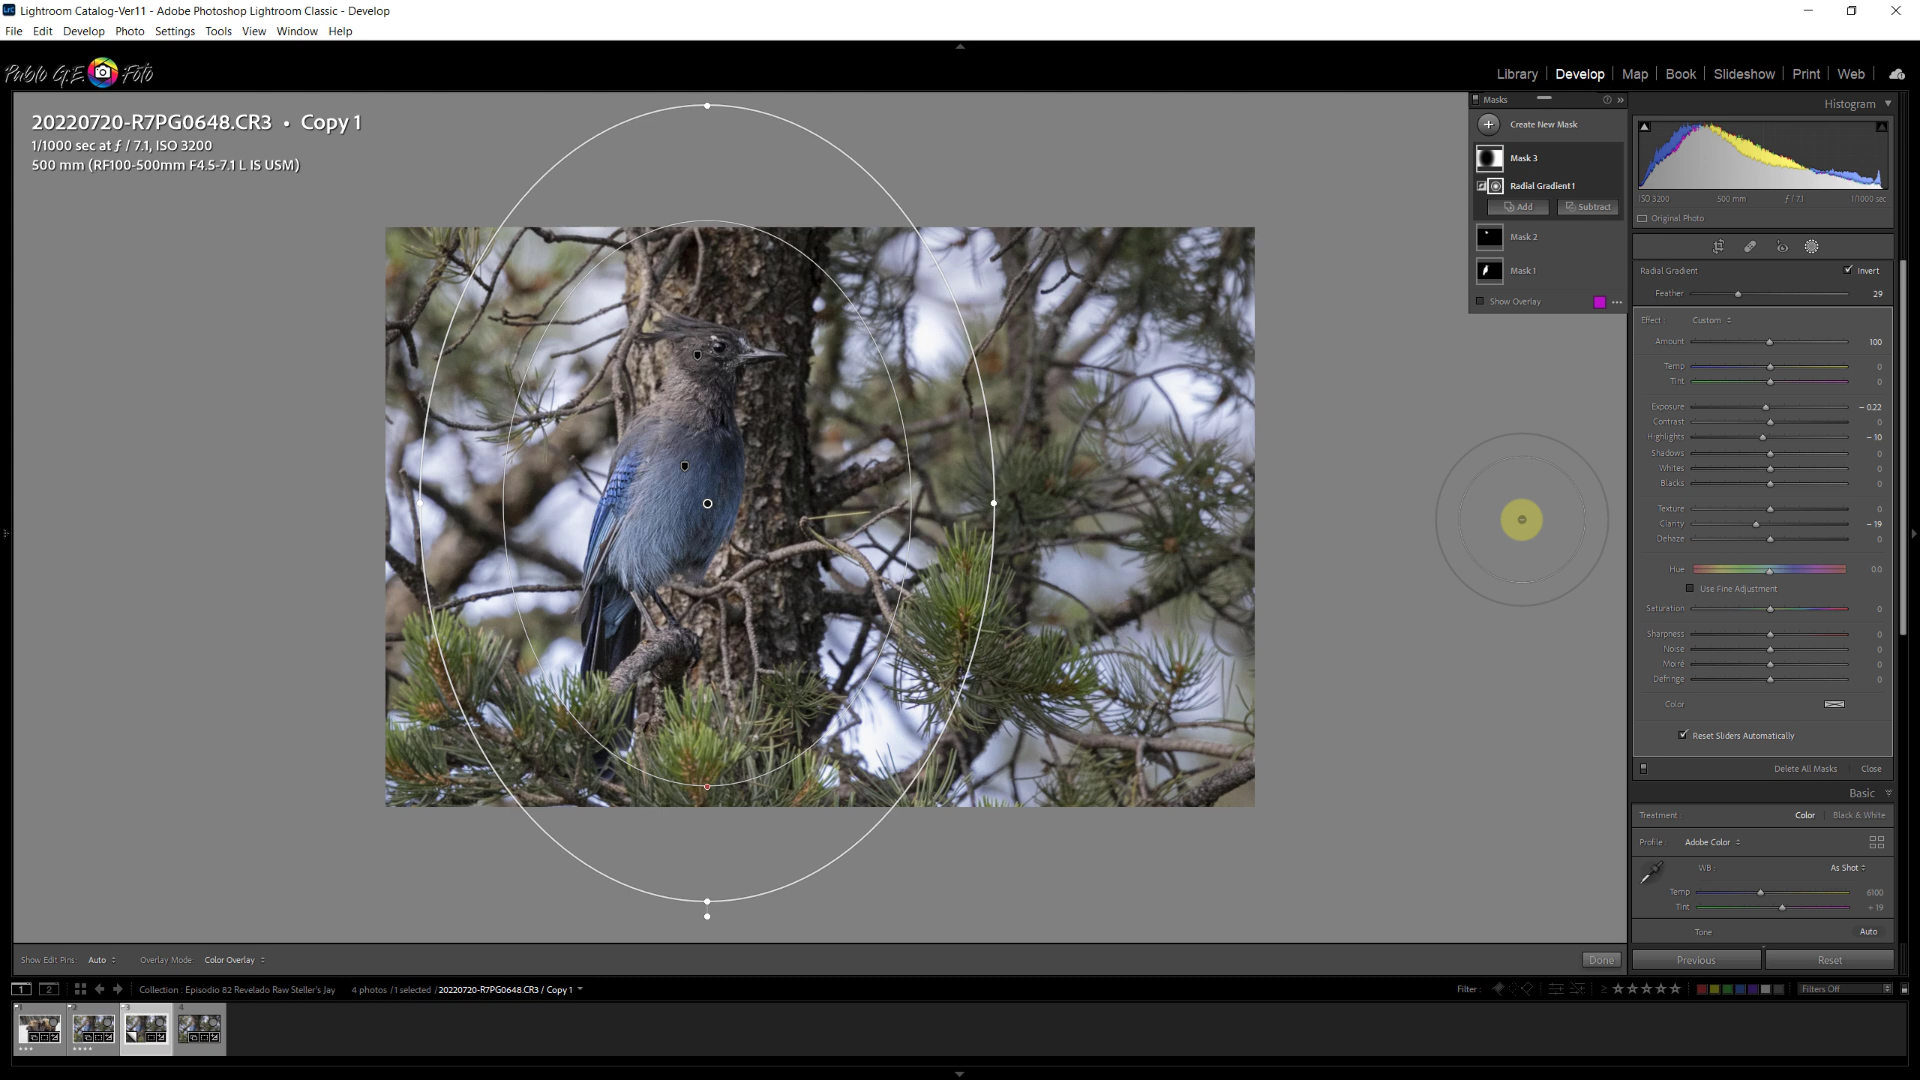 Lightroom Catalog-Ver11 - Adobe Photoshop Lightroom Classic - Develop
File Edit Develop Photo Settings Tools View Window Help
Pablo G.E. Foto
Library | Develop | Map | Book | Slideshow | Print | Web
20220720-R7PG0648.CR3 • Copy 1
1/1000 sec at ƒ / 7.1, ISO 3200
500 mm (RF100-500mm F4.5-7.1 L IS USM)
Masks
Create New Mask
Mask 3
Radial Gradient 1
Add Subtract
Mask 2
Mask 1
Show Overlay
Histogram
ISO 3200 500 mm ƒ / 7.1 1/1000 sec
Original Photo
Radial Gradient Invert
Feather 29
Effect : Custom
Amount 100
Temp 0
Tint 0
Exposure – 0.22
Contrast 0
Highlights – 10
Shadows 0
Whites 0
Blacks 0
Texture 0
Clarity – 19
Dehaze 0
Hue 0.0
Use Fine Adjustment
Saturation 0
Sharpness 0
Noise 0
Moiré 0
Defringe 0
Color
Reset Sliders Automatically
Delete All Masks Close
Basic
Treatment : Color | Black & White
Profile : Adobe Color
WB : As Shot
Temp 6100
Tint + 19
Tone Auto
Show Edit Pins: Auto Overlay Mode: Color Overlay Done
Previous Reset
1 2 Collection : Episodio 82 Revelado Raw Steller's Jay 4 photos / 1 selected / 20220720-R7PG0648.CR3 / Copy 1 Filter : ≥ Filters Off
1 2 3 4